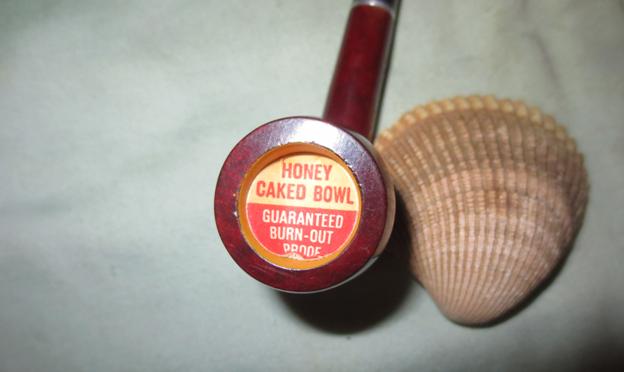 HONEY
CAKED BOWL
GUARANTEED
BURN-OUT
PROOF